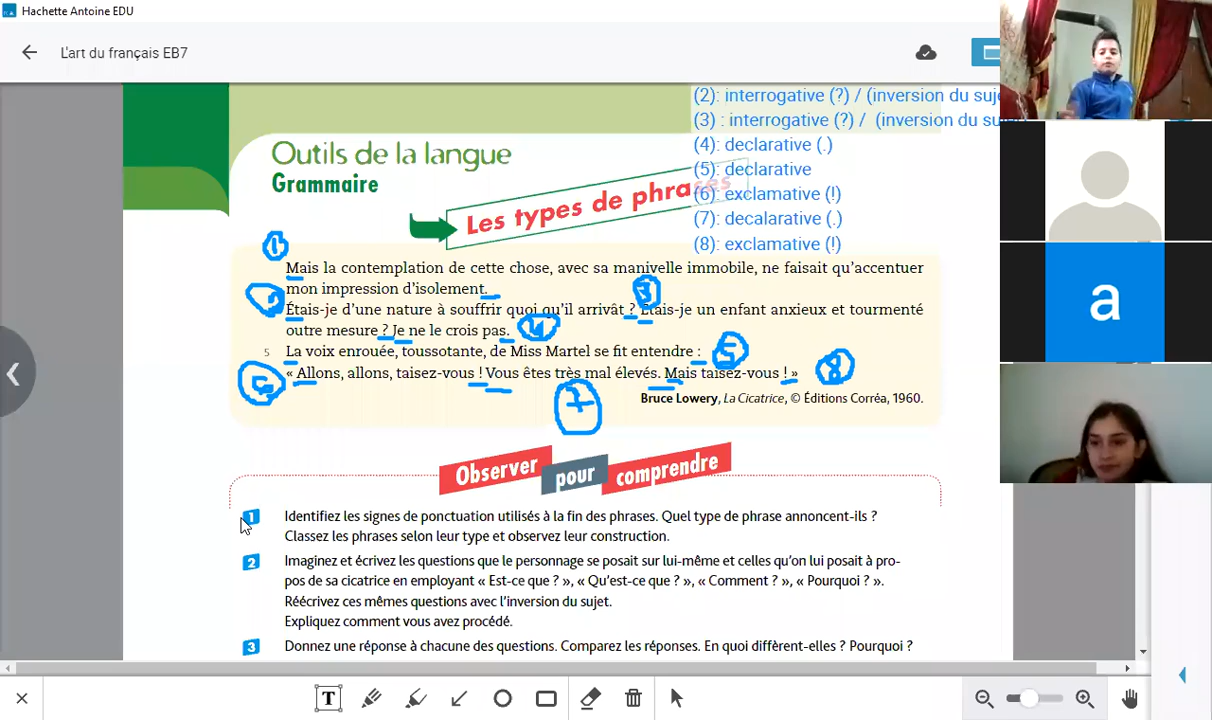 Hachette Antoine EDU
L'art du français EB7
(2): interrogative (?) / (inversion du suje
(3) : interrogative (?) / (inversion du su
(4): declarative (.)
(5): declarative
(6): exclamative (!)
(7): decalarative (.)
(8): exclamative (!)
Outils de la langue
Grammaire
Les types de phrases
1
Mais la contemplation de cette chose, avec sa manivelle immobile, ne faisait qu'accentuer
mon impression d'isolement.
3
Étais-je d'une nature à souffrir quoi qu'il arrivât ? Étais-je un enfant anxieux et tourmenté
outre mesure ? Je ne le crois pas. 4
5 La voix enrouée, toussotante, de Miss Martel se fit entendre : 5
« Allons, allons, taisez-vous ! Vous êtes très mal élevés. Mais taisez-vous ! » 8
7
Bruce Lowery, La Cicatrice, © Éditions Corréa, 1960.
Observer pour comprendre
1 Identifiez les signes de ponctuation utilisés à la fin des phrases. Quel type de phrase annoncent-ils ?
Classez les phrases selon leur type et observez leur construction.
2 Imaginez et écrivez les questions que le personnage se posait sur lui-même et celles qu'on lui posait à pro-
pos de sa cicatrice en employant « Est-ce que ? », « Qu'est-ce que ? », « Comment ? », « Pourquoi ? ».
Réécrivez ces mêmes questions avec l'inversion du sujet.
Expliquez comment vous avez procédé.
3 Donnez une réponse à chacune des questions. Comparez les réponses. En quoi diffèrent-elles ? Pourquoi ?
T
a